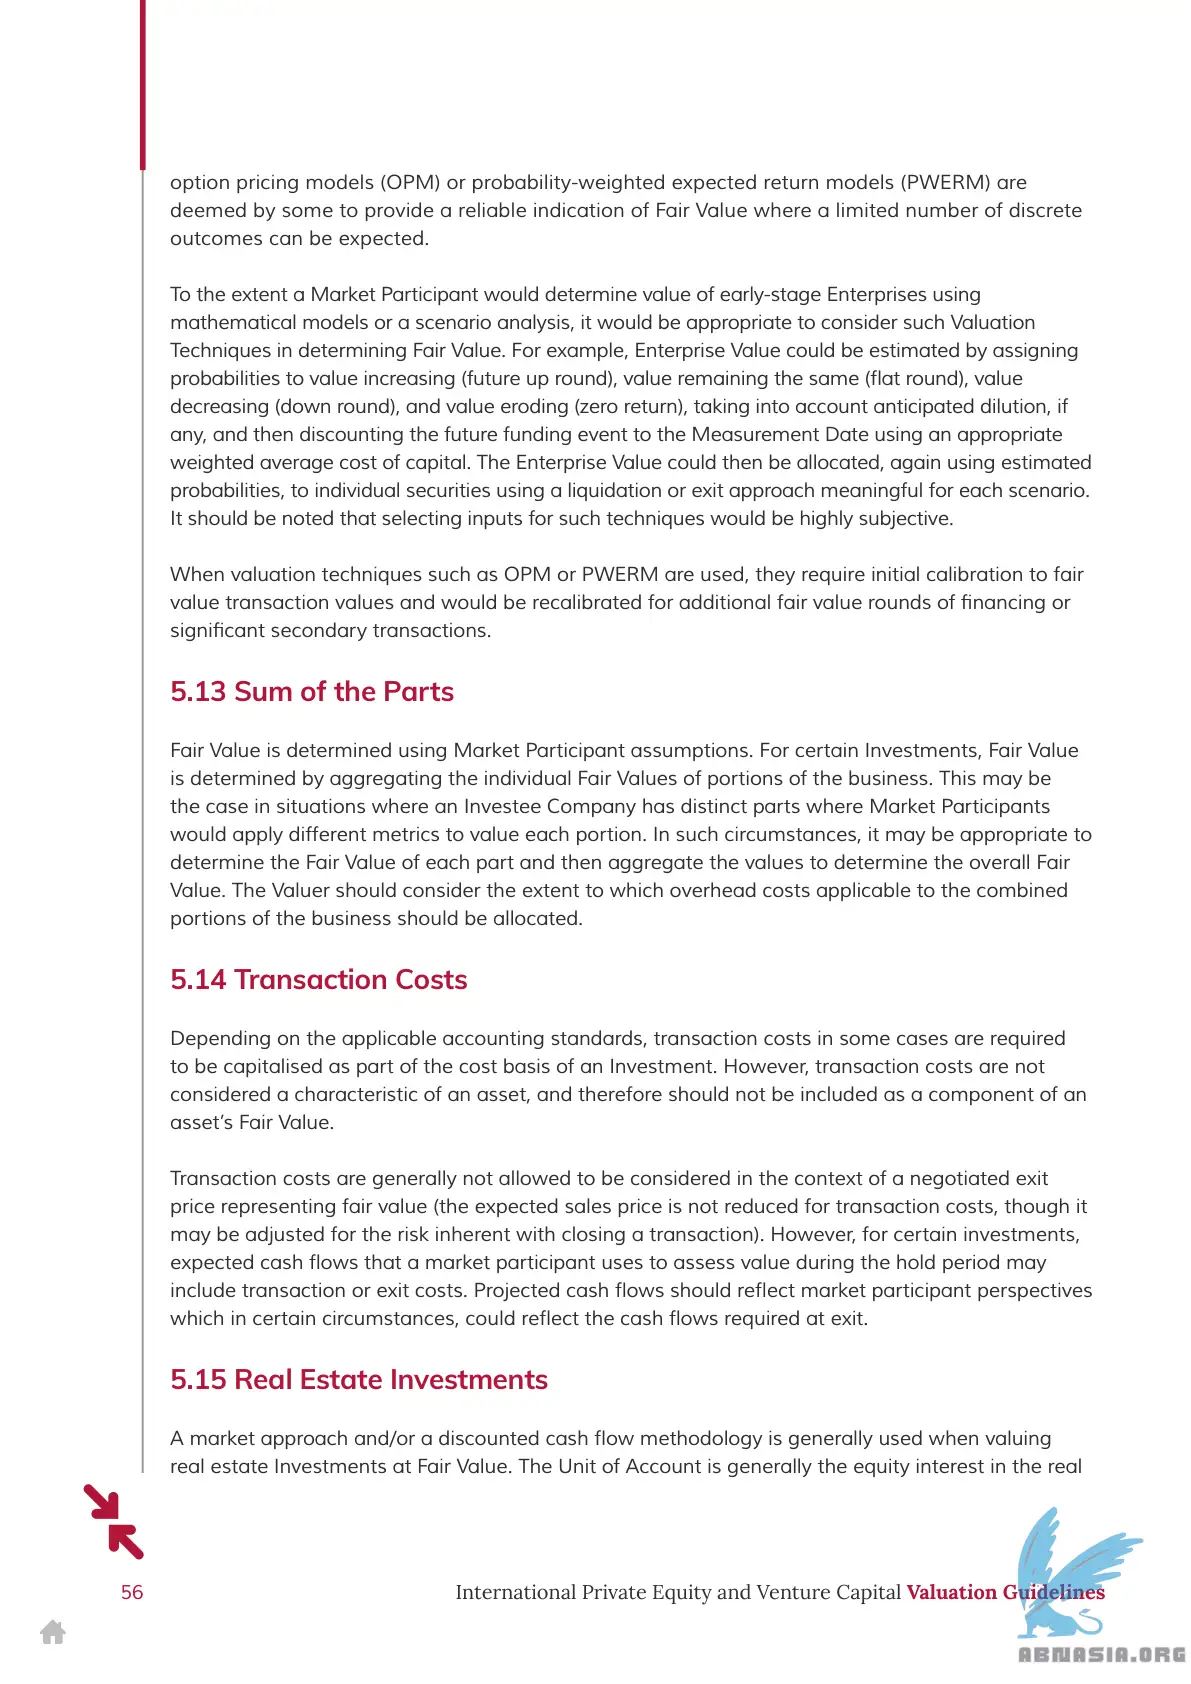 option pricing models (OPM) or probability-weighted expected return models (PWERM) are
deemed by some to provide a reliable indication of Fair Value where a limited number of discrete
outcomes can be expected.
To the extent a Market Participant would determine value of early-stage Enterprises using
mathematical models or a scenario analysis, it would be appropriate to consider such Valuation
Techniques in determining Fair Value. For example, Enterprise Value could be estimated by assigning
probabilities to value increasing (future up round), value remaining the same (flat round), value
decreasing (down round), and value eroding (zero return), taking into account anticipated dilution, if
any, and then discounting the future funding event to the Measurement Date using an appropriate
weighted average cost of capital. The Enterprise Value could then be allocated, again using estimated
probabilities, to individual securities using a liquidation or exit approach meaningful for each scenario.
It should be noted that selecting inputs for such techniques would be highly subjective.
When valuation techniques such as OPM or PWERM are used, they require initial calibration to fair
value transaction values and would be recalibrated for additional fair value rounds of financing or
significant secondary transactions.
5.13 Sum of the Parts
Fair Value is determined using Market Participant assumptions. For certain Investments, Fair Value
is determined by aggregating the individual Fair Values of portions of the business. This may be
the case in situations where an Investee Company has distinct parts where Market Participants
would apply different metrics to value each portion. In such circumstances, it may be appropriate to
determine the Fair Value of each part and then aggregate the values to determine the overall Fair
Value. The Valuer should consider the extent to which overhead costs applicable to the combined
portions of the business should be allocated.
5.14 Transaction Costs
Depending on the applicable accounting standards, transaction costs in some cases are required
to be capitalised as part of the cost basis of an Investment. However, transaction costs are not
considered a characteristic of an asset, and therefore should not be included as a component of an
asset’s Fair Value.
Transaction costs are generally not allowed to be considered in the context of a negotiated exit
price representing fair value (the expected sales price is not reduced for transaction costs, though it
may be adjusted for the risk inherent with closing a transaction). However, for certain investments,
expected cash flows that a market participant uses to assess value during the hold period may
include transaction or exit costs. Projected cash flows should reflect market participant perspectives
which in certain circumstances, could reflect the cash flows required at exit.
5.15 Real Estate Investments
A market approach and/or a discounted cash flow methodology is generally used when valuing
real estate Investments at Fair Value. The Unit of Account is generally the equity interest in the real
56 International Private Equity and Venture Capital Valuation Guidelines
ABNASIA.ORG